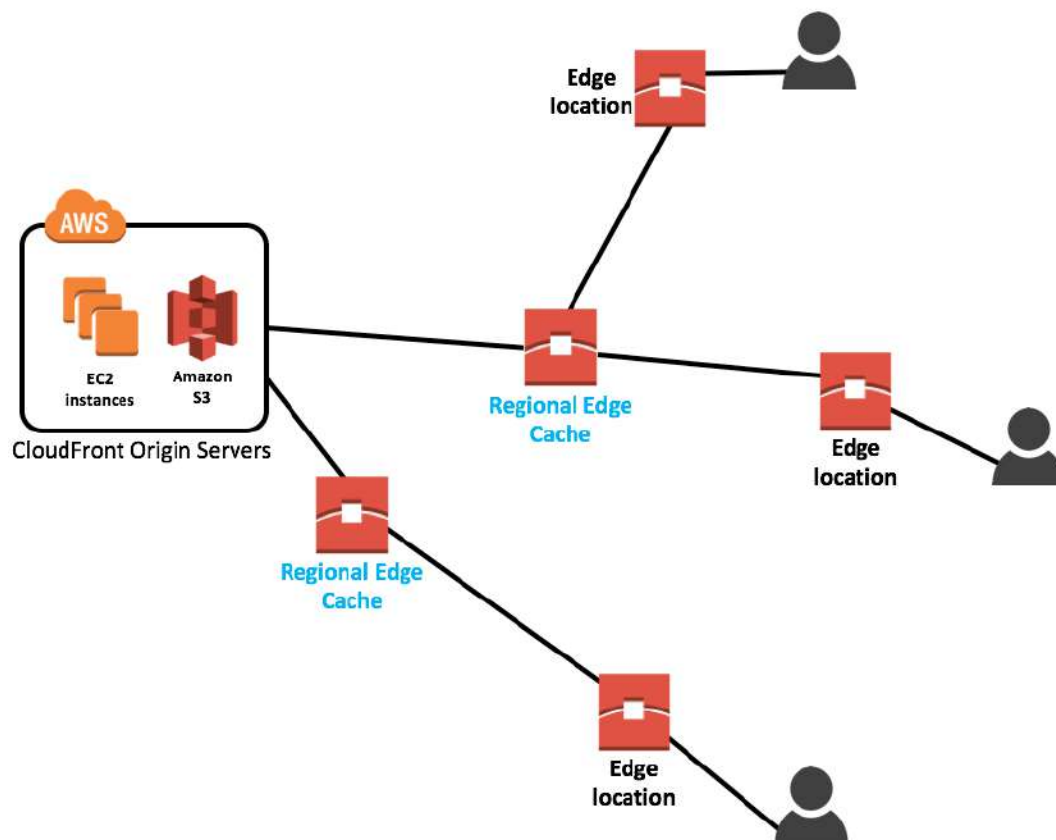 Edge
location
AWS
EC2
instances
Amazon
S3
CloudFront Origin Servers
Regional Edge
Cache
Edge
location
Regional Edge
Cache
Edge
location